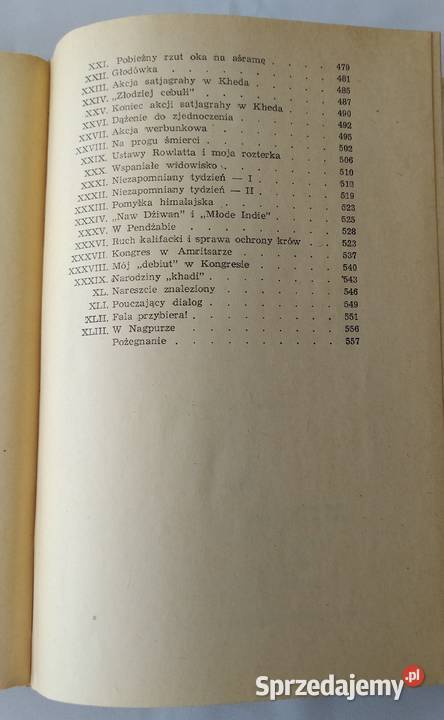 XXI. Pobieżny rzut oka na aśramę . . . . . 479
XXII. Głodówka . . . . . . . . . 481
XXIII. Akcja satjagrahy w Kheda . . . . . . 485
XXIV. „Złodziej cebuli" . . . . . . . . 487
XXV. Koniec akcji satjagrahy w Kheda . . . . 490
XXVI. Dążenie do zjednoczenia . . . . . . 492
XXVII. Akcja werbunkowa . . . . . . . 495
XXVIII. Na progu śmierci . . . . . . . . 502
XXIX. Ustawy Rowlatta i moja rozterka . . . . 506
XXX. Wspaniałe widowisko . . . . . . . 510
XXXI. Niezapomniany tydzień — I . . . . . 513
XXXII. Niezapomniany tydzień — II . . . . . 519
XXXIII. Pomyłka himalajska . . . . . . . 523
XXXIV. „Naw Dżiwan" i „Młode Indie" . . . . . 525
XXXV. W Pendżabie . . . . . . . . 528
XXXVI. Ruch kalifacki i sprawa ochrony krów . . . 523
XXXVII. Kongres w Amritsarze . . . . . . 537
XXXVIII. Mój „debiut" w Kongresie . . . . . . 540
XXXIX. Narodziny „khadi" . . . . . . . . 543
XL. Nareszcie znaleziony . . . . . . . 546
XLI. Pouczający dialog . . . . . . . . 549
XLII. Fala przybiera! . . . . . . . . 551
XLIII. W Nagpurze . . . . . . . . . 556
Pożegnanie . . . . . . . . . 557
Sprzedajemy.pl